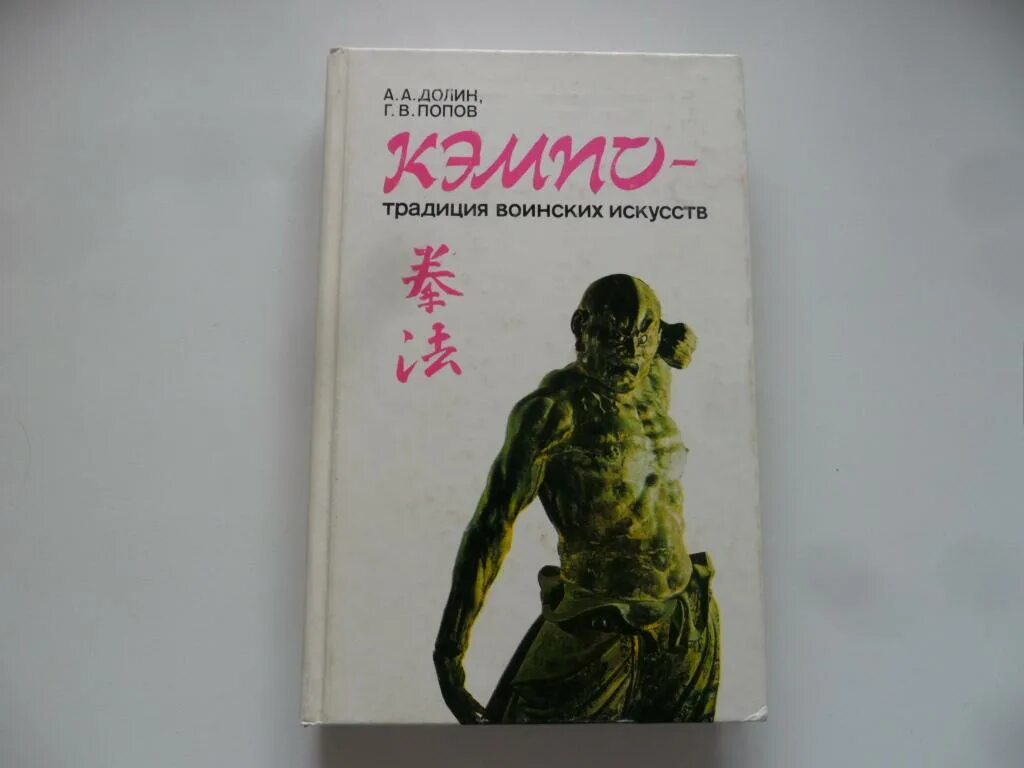 А.А.ДОЛИН,
Г.В.ПОПОВ
КЭМПО-
традиция воинских искусств
拳
法